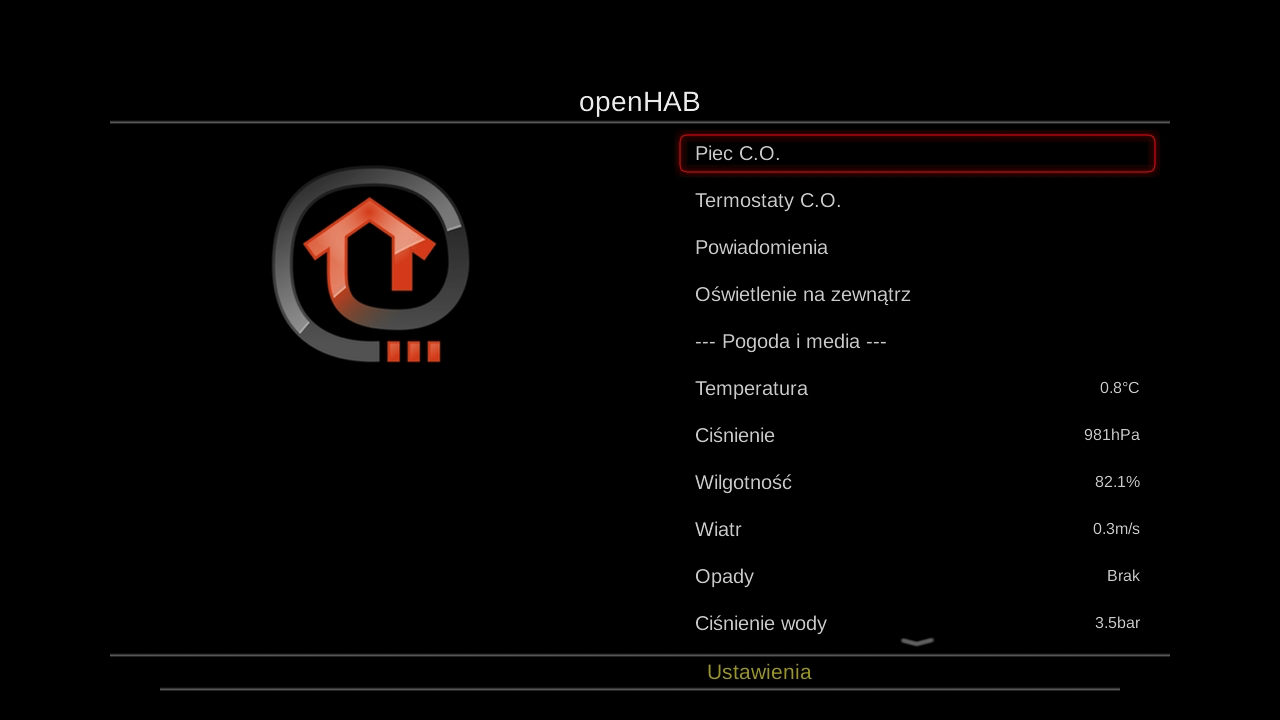 openHAB
Piec C.O.
Termostaty C.O.
Powiadomienia
Oświetlenie na zewnątrz
--- Pogoda i media ---
Temperatura 0.8°C
Ciśnienie 981hPa
Wilgotność 82.1%
Wiatr 0.3m/s
Opady Brak
Ciśnienie wody 3.5bar
Ustawienia